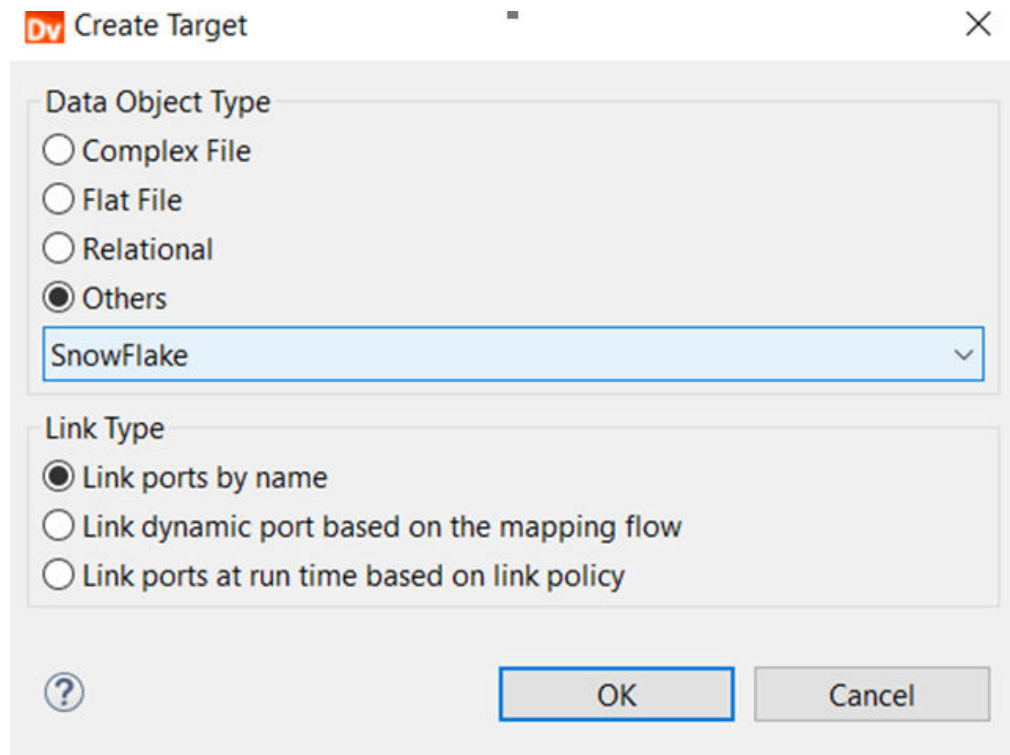 Dv Create Target
Data Object Type
Complex File
Flat File
Relational
Others
SnowFlake
Link Type
Link ports by name
Link dynamic port based on the mapping flow
Link ports at run time based on link policy
? OK Cancel